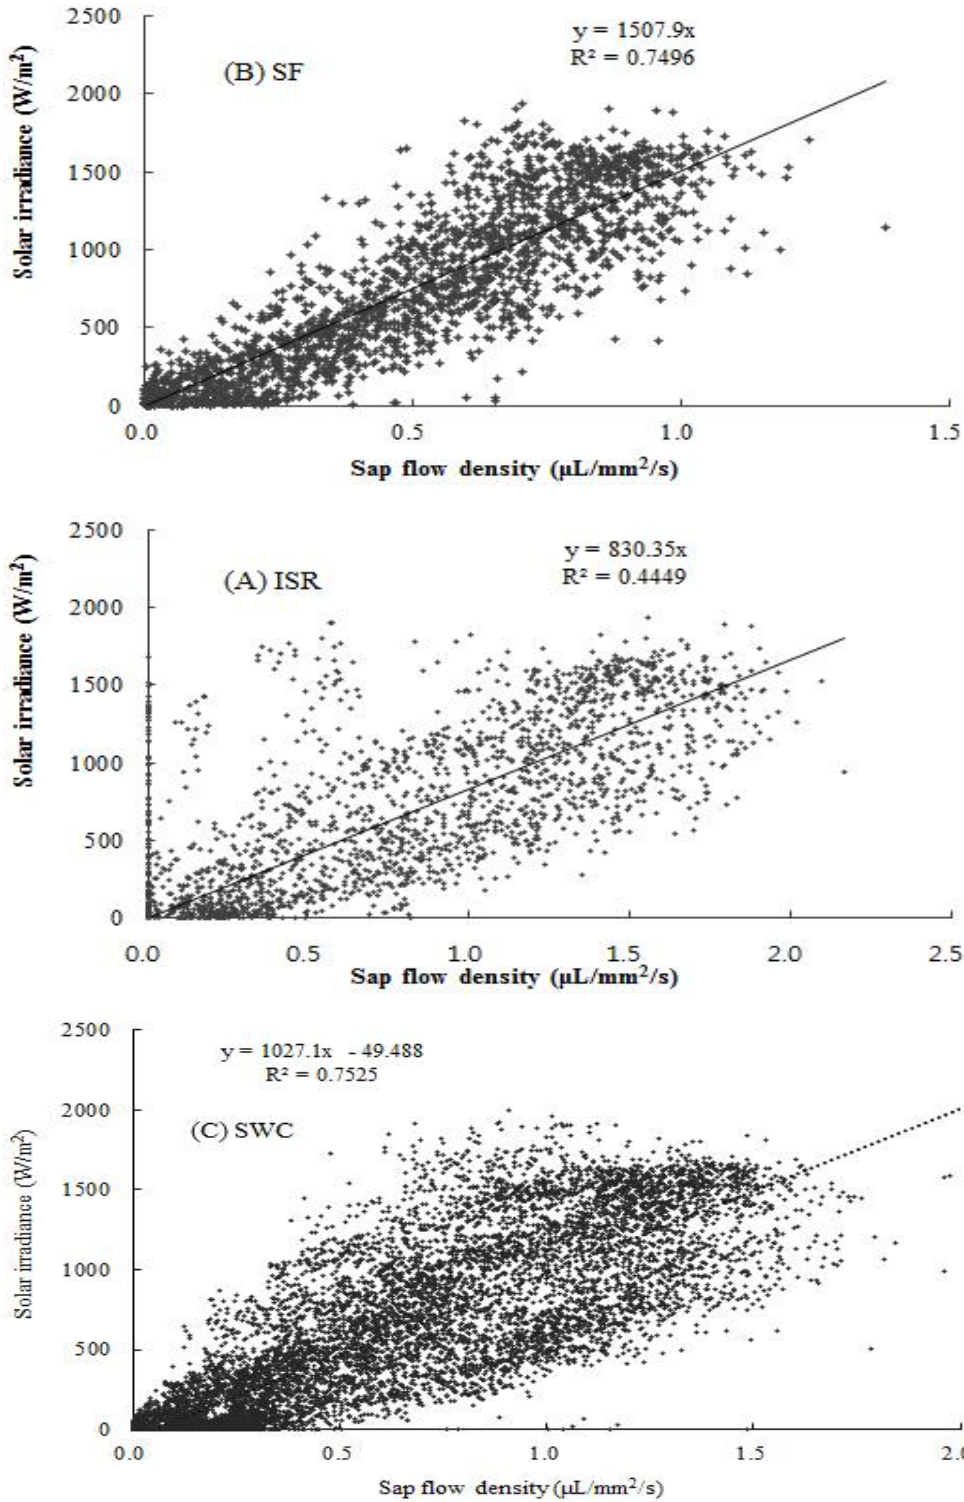 2500
y = 1507.9x
R² = 0.7496
(B) SF
2000
1500
1000
500
0
Solar irradiance (W/m²)
0.0 0.5 1.0 1.5
Sap flow density (µL/mm²/s)
2500
y = 830.35x
R² = 0.4449
(A) ISR
2000
1500
1000
500
0
Solar irradiance (W/m²)
0.0 0.5 1.0 1.5 2.0 2.5
Sap flow density (µL/mm²/s)
2500
y = 1027.1x - 49.488
R² = 0.7525
(C) SWC
2000
1500
1000
500
0
Solar irradiance (W/m²)
0.0 0.5 1.0 1.5 2.0
Sap flow density (µL/mm²/s)